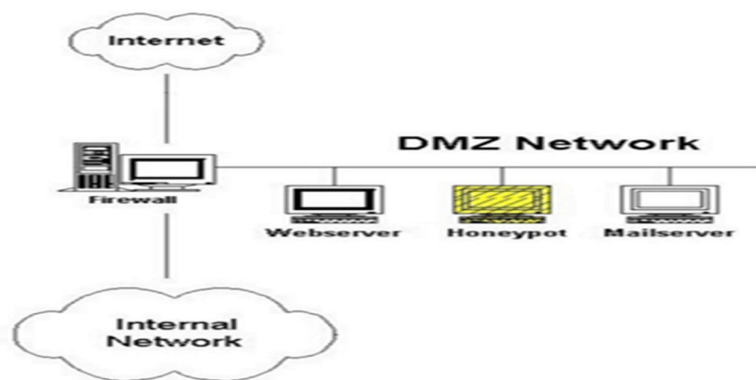 Internet
DMZ Network
Firewall
Webserver
Honeypot
Mailserver
Internal
Network